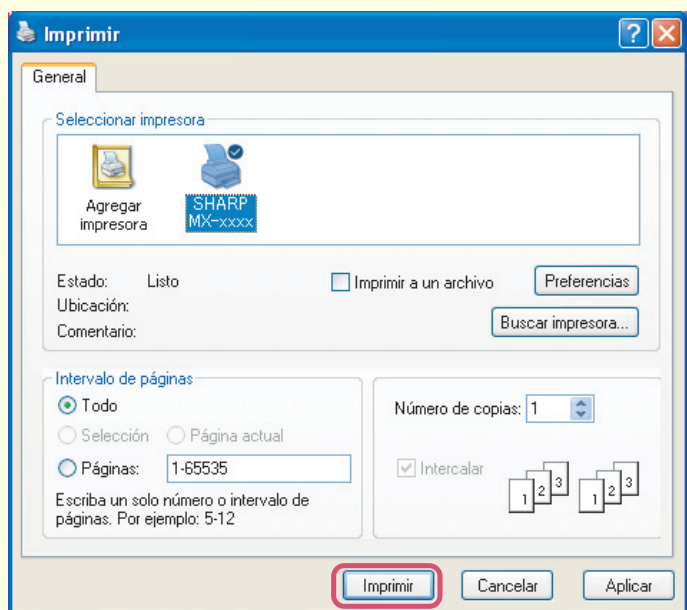 Imprimir
General
Seleccionar impresora
Agregar
impresora
SHARP
MX-xxxx
Estado: Listo
Imprimir a un archivo
Preferencias
Ubicación:
Comentario:
Buscar impresora...
Intervalo de páginas
Todo
Selección Página actual
Páginas: 1-65535
Escriba un solo número o intervalo de
páginas. Por ejemplo: 5-12
Número de copias: 1
Intercalar
1 2 3 1 2 3
Imprimir Cancelar Aplicar